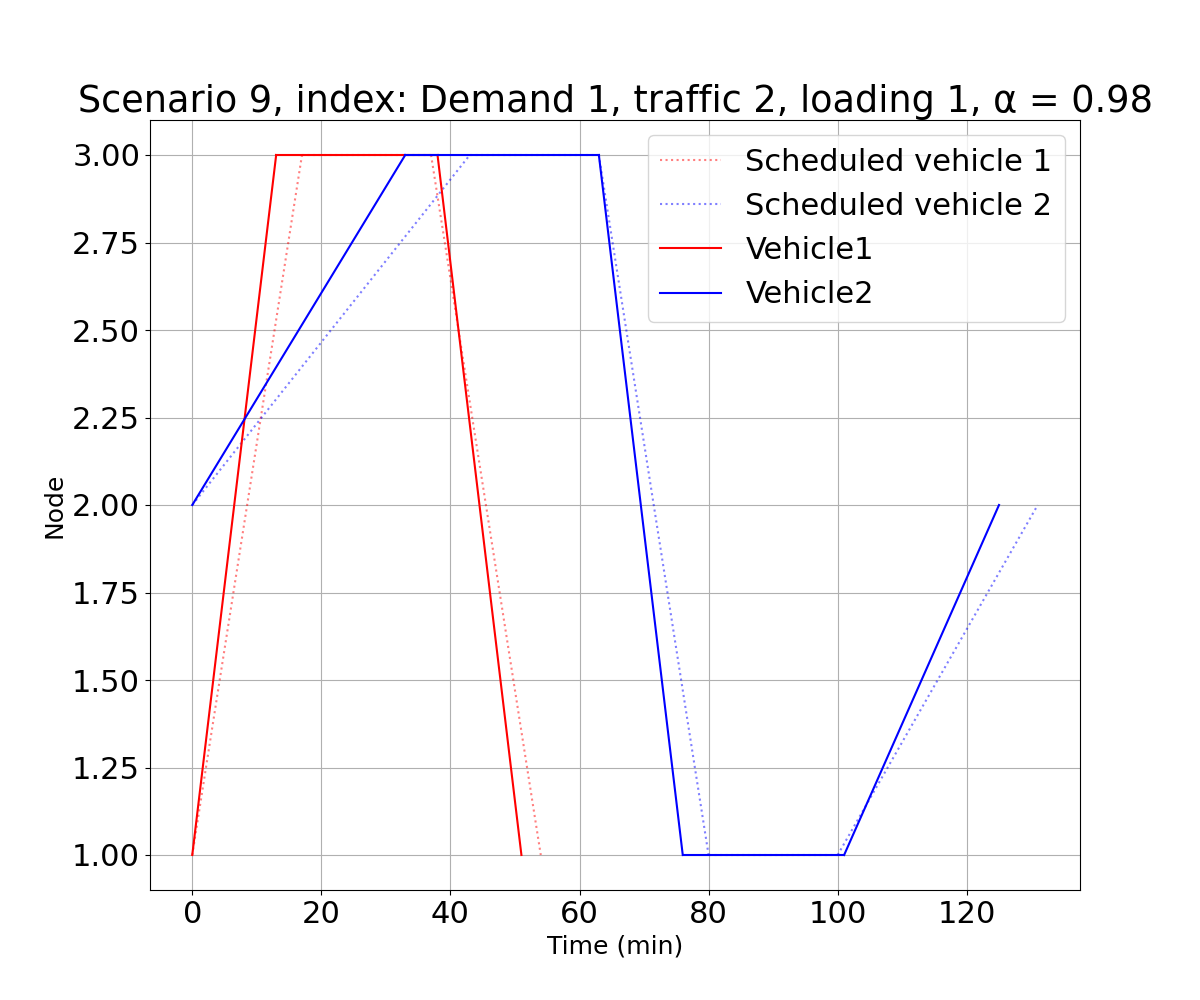 Scenario 9, index: Demand 1, traffic 2, loading 1, α = 0.98
3.00
2.75
2.50
2.25
2.00
1.75
1.50
1.25
1.00
Node
Scheduled vehicle 1
Scheduled vehicle 2
Vehicle1
Vehicle2
0 20 40 60 80 100 120
Time (min)